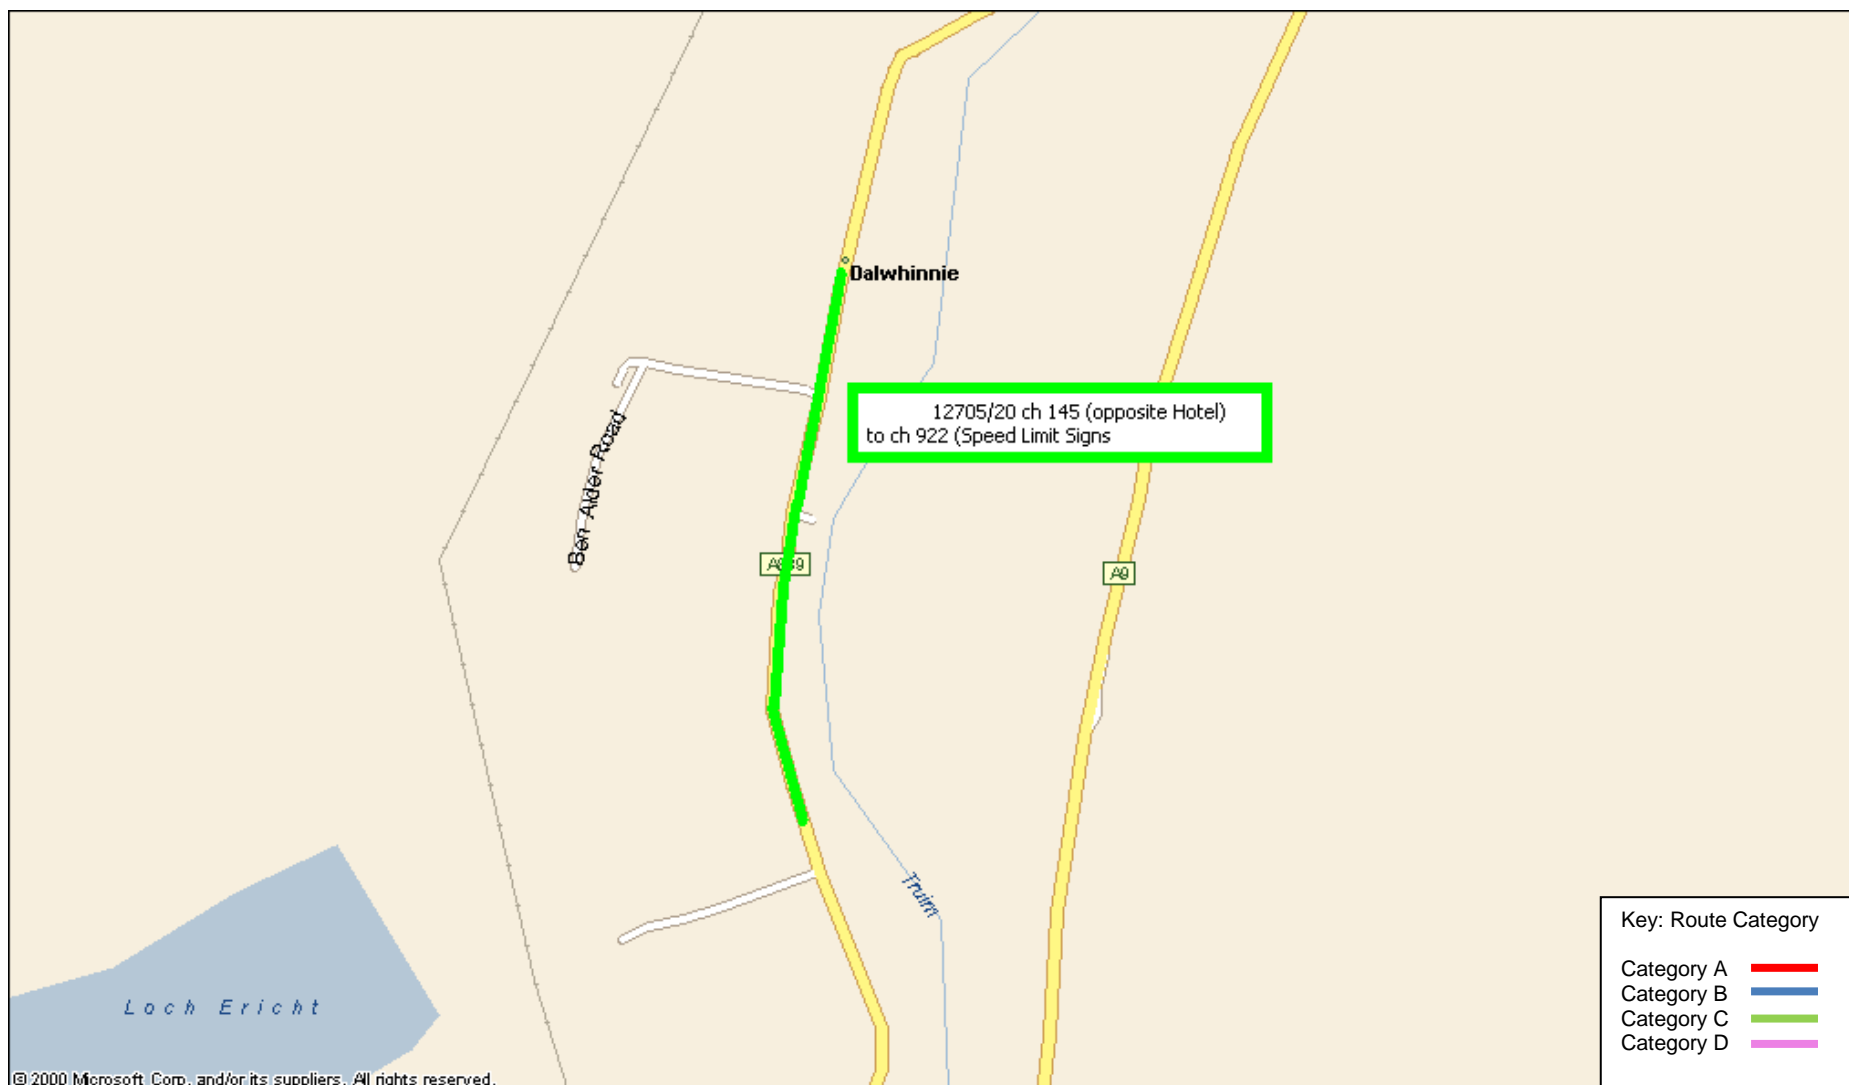 Dalwhinnie
12705/20 ch 145 (opposite Hotel)
to ch 922 (Speed Limit Signs
Ben Alder Road
A9
Truim
Loch Ericht
Key: Route Category
Category A
Category B
Category C
Category D
© 2000 Microsoft Corp. and/or its suppliers. All rights reserved.